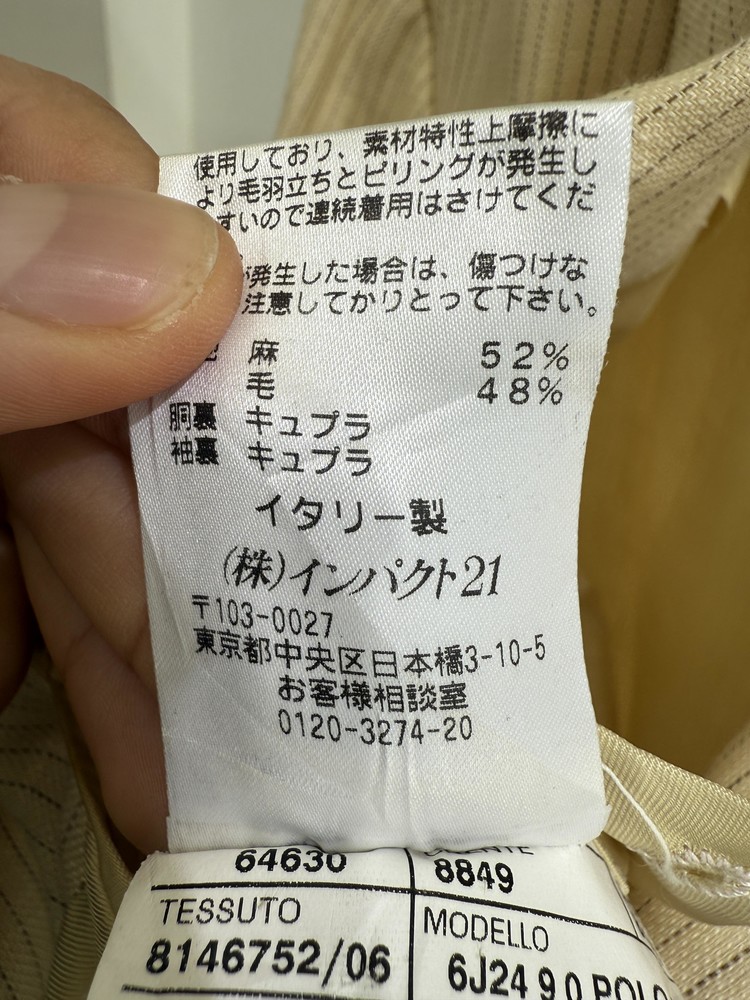 使用しており、素材特性上摩擦に
より毛羽立ちとピリングが発生し
すいので連続着用はさけてくだ
発生した場合は、傷つけな
注意してかりとって下さい。
麻 52%
毛 48%
胴裏 キュプラ
袖裏 キュプラ
イタリー製
(株)インパクト21
〒103-0027
東京都中央区日本橋3-10-5
お客様相談室
0120-3274-20
64630 8849
TESSUTO MODELLO
8146752/06 6J24 9 0 POLO